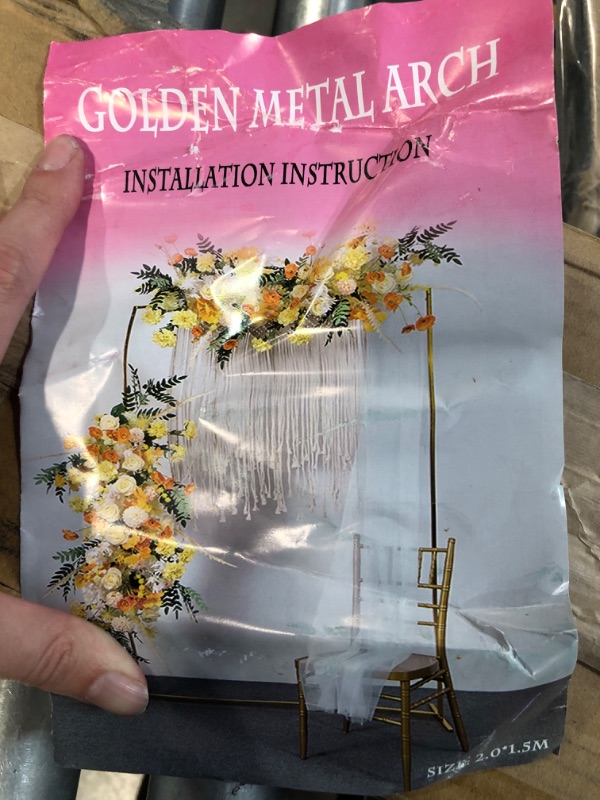 GOLDEN METAL ARCH
INSTALLATION INSTRUCTION
SIZE: 2.0*1.5M